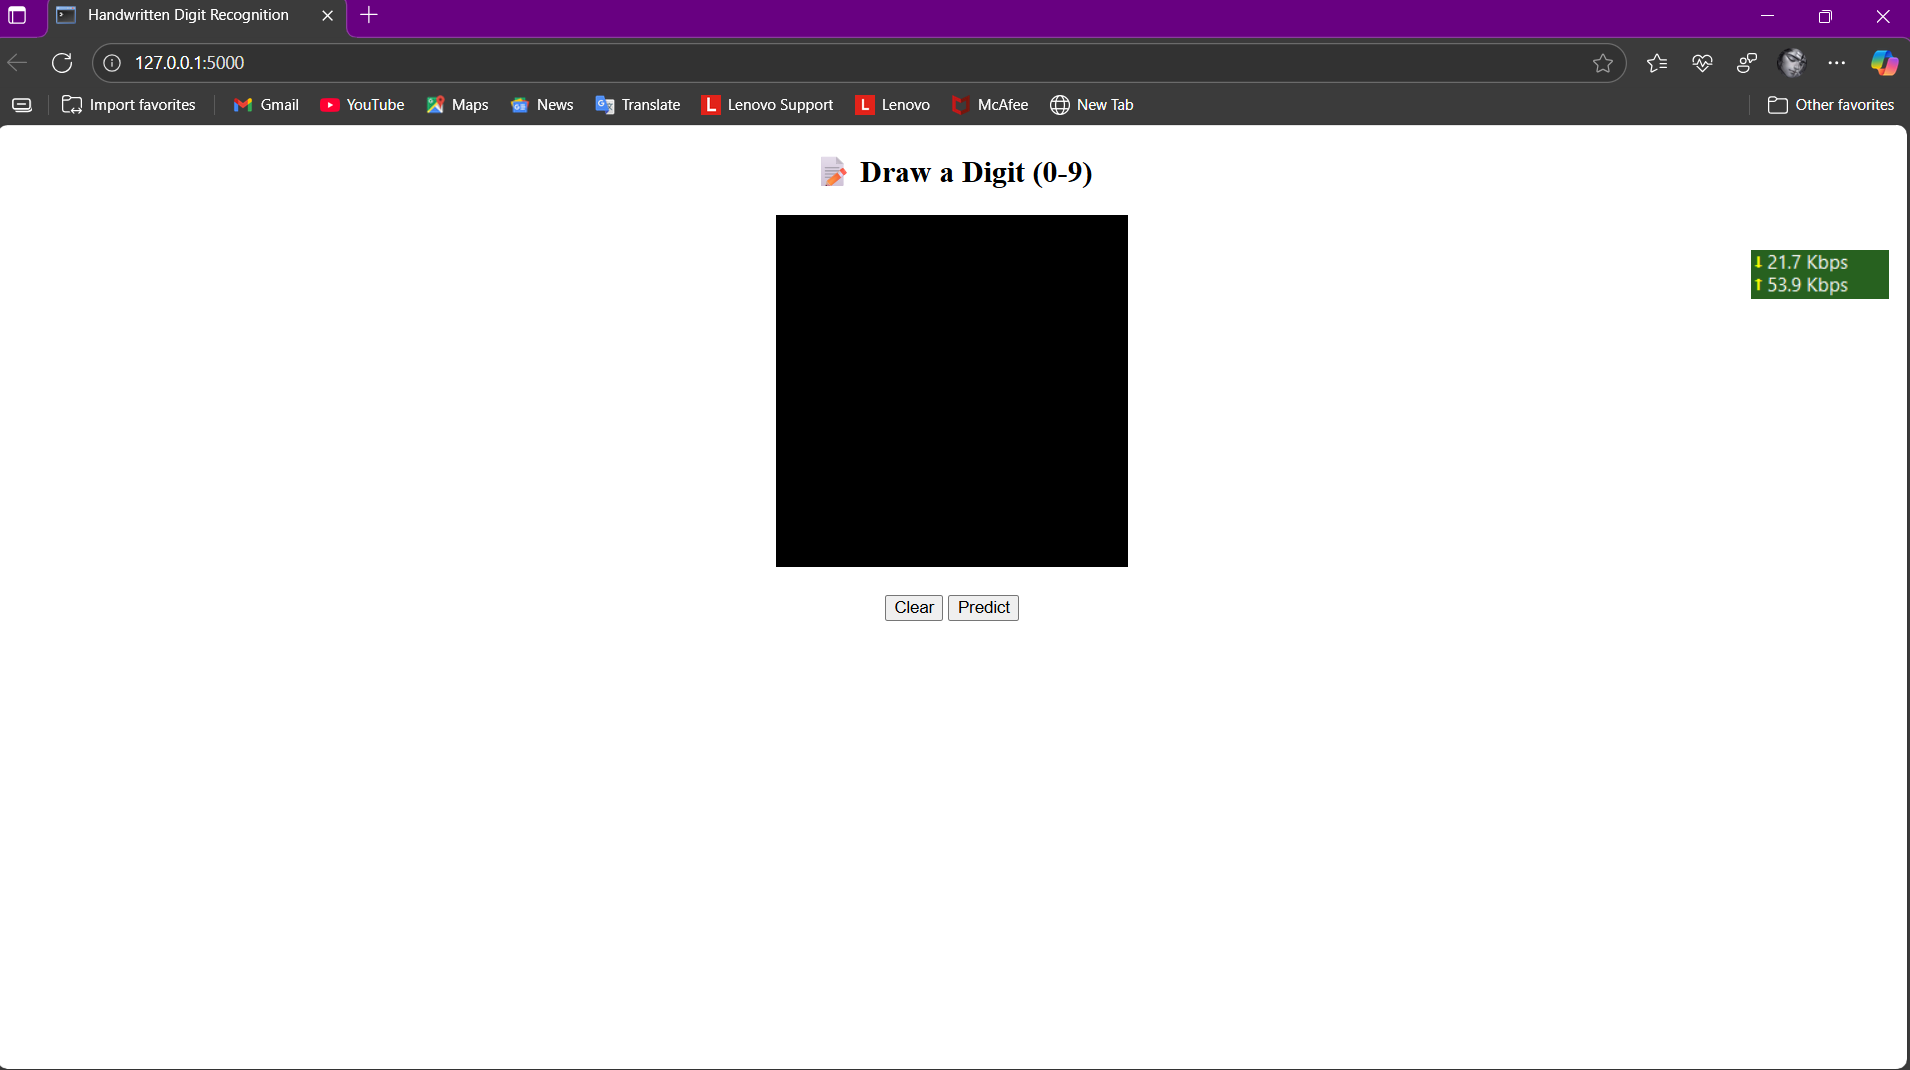 Handwritten Digit Recognition
127.0.0.1:5000
Import favorites Gmail YouTube Maps News Translate L Lenovo Support L Lenovo McAfee New Tab Other favorites
📝 Draw a Digit (0-9)
↓ 21.7 Kbps
↑ 53.9 Kbps
Clear Predict